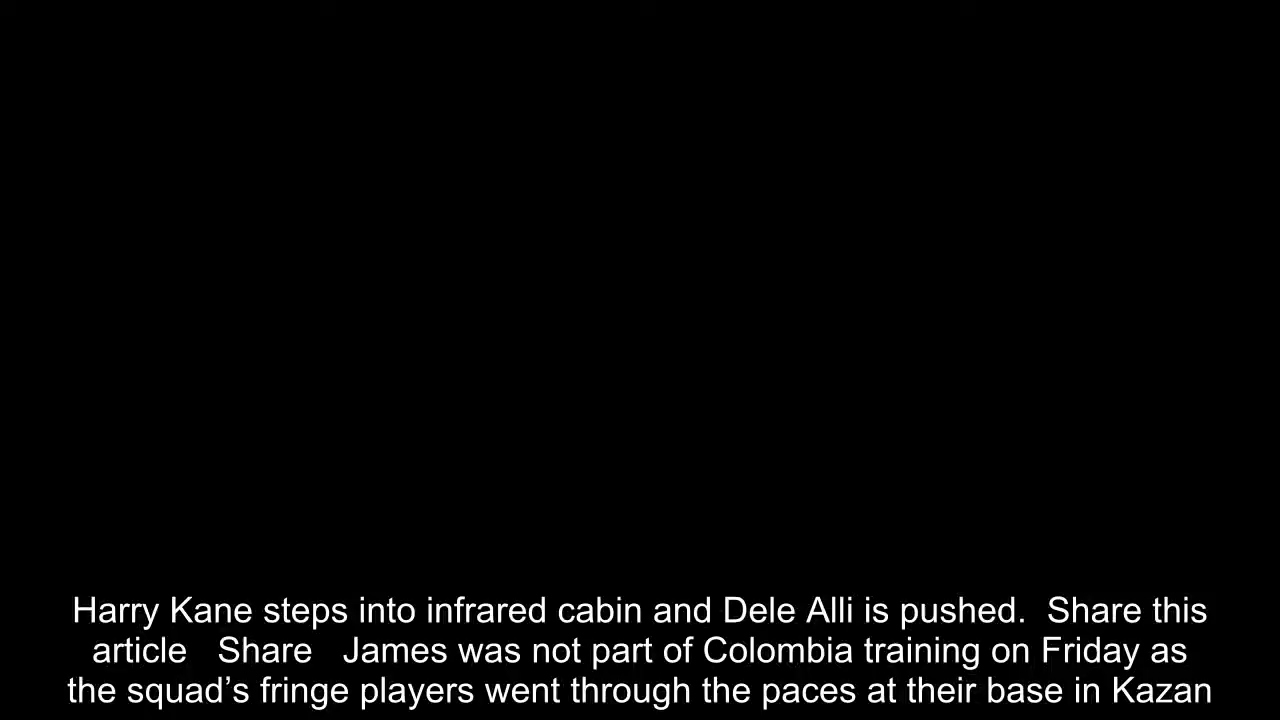 Harry Kane steps into infrared cabin and Dele Alli is pushed.  Share this
article   Share   James was not part of Colombia training on Friday as
the squad’s fringe players went through the paces at their base in Kazan